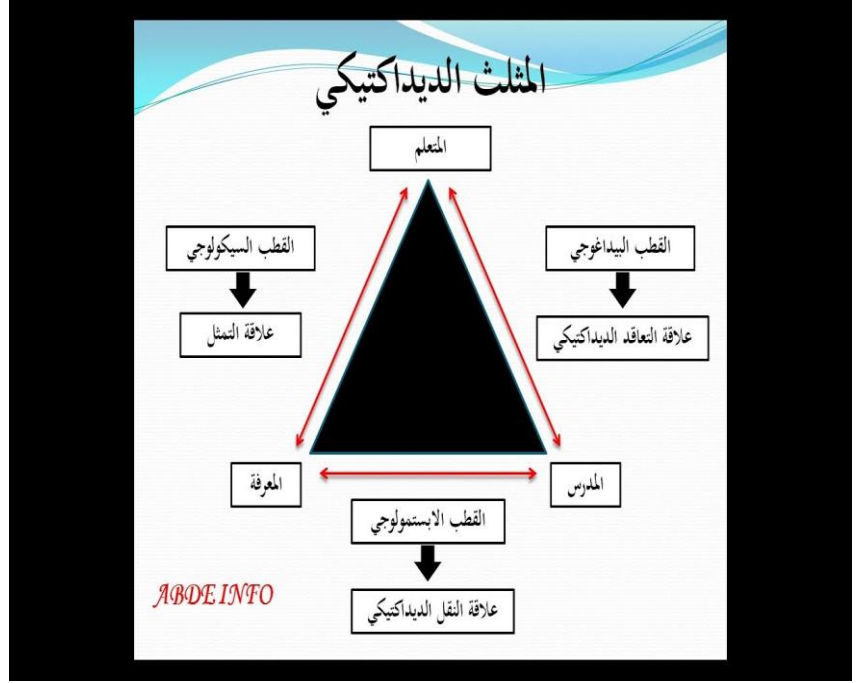 المثلث الديداكتيكي
المتعلم
القطب البيداغوجي
القطب السيكولوجي
علاقة التعاقد الديداكتيكي
علاقة التمثل
المدرس
المعرفة
القطب الابستمولوجي
علاقة النقل الديداكتيكي
ABDE INFO